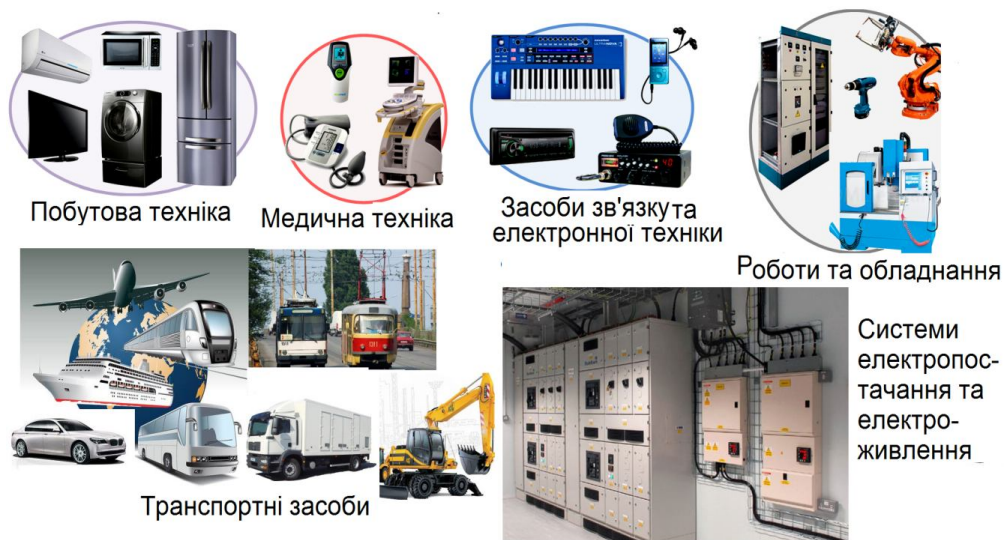 Побутова техніка
Медична техніка
Засоби зв'язку та
електронної техніки
Роботи та обладнання
Транспортні засоби
Системи
електропос-
тачання та
електро-
живлення